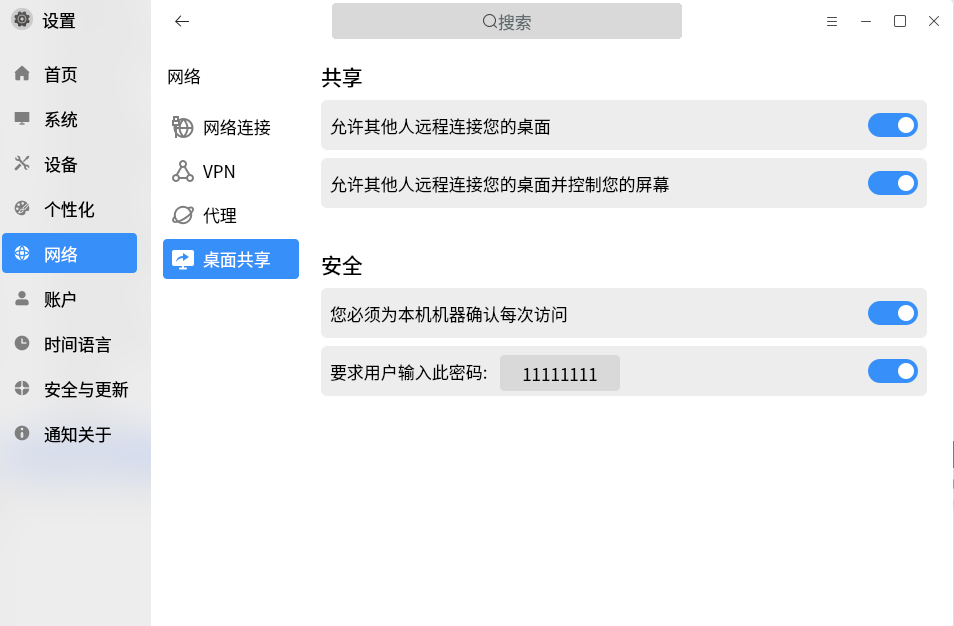 设置
搜索
首页
系统
设备
个性化
网络
账户
时间语言
安全与更新
通知关于
网络
网络连接
VPN
代理
桌面共享
共享
允许其他人远程连接您的桌面
允许其他人远程连接您的桌面并控制您的屏幕
安全
您必须为本机机器确认每次访问
要求用户输入此密码: 11111111